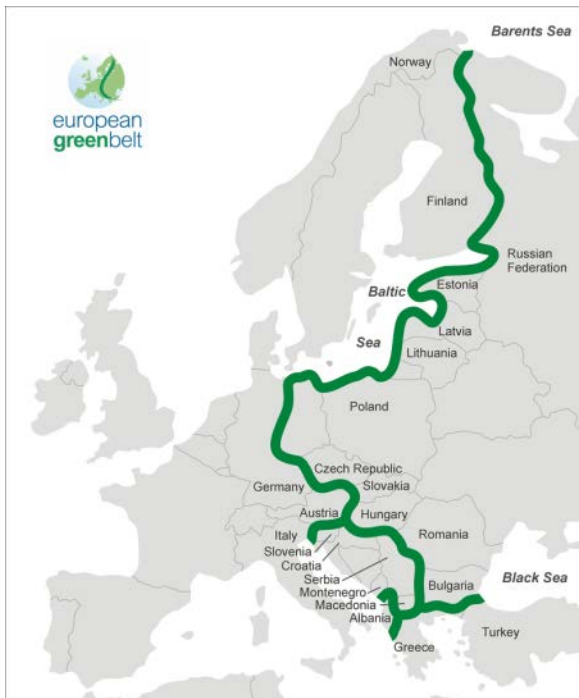 Barents Sea
Norway
european
greenbelt
Finland
Russian
Federation
Estonia
Baltic
Latvia
Sea
Lithuania
Poland
Czech Republic
Germany
Slovakia
Austria
Hungary
Italy
Romania
Slovenia
Croatia
Serbia
Black Sea
Montenegro
Bulgaria
Macedonia
Albania
Turkey
Greece